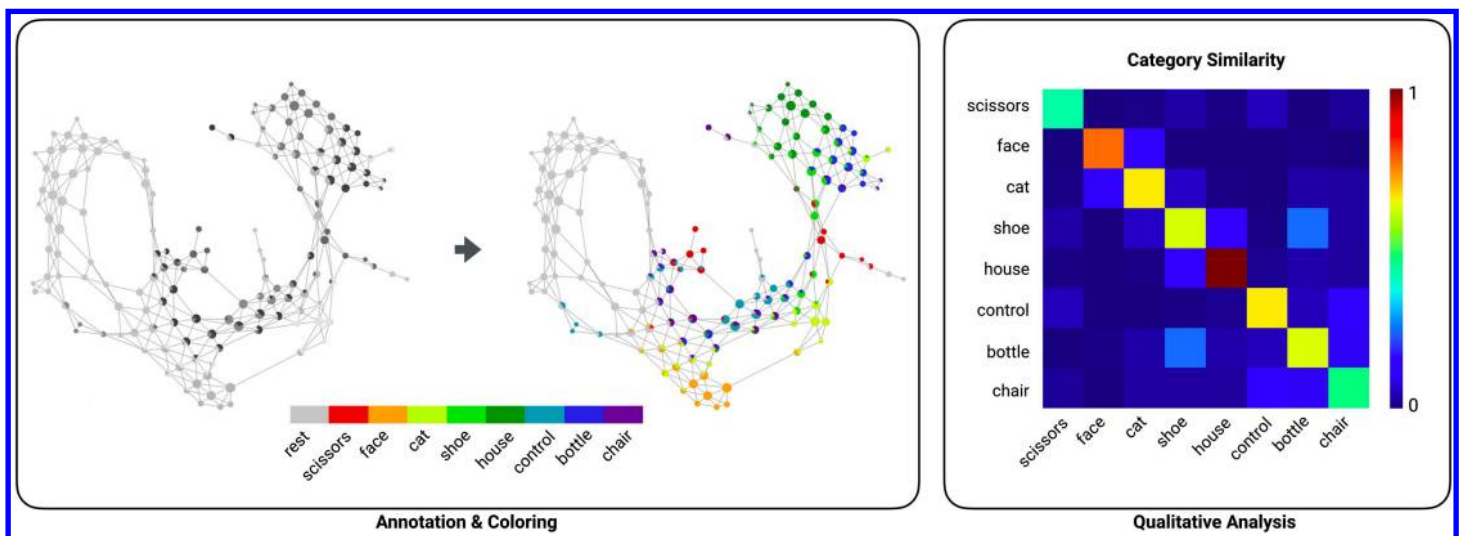 rest
scissors
face
cat
shoe
house
control
bottle
chair
Annotation & Coloring
Category Similarity
scissors
face
cat
shoe
house
control
bottle
chair
1
0
scissors
face
cat
shoe
house
control
bottle
chair
Qualitative Analysis